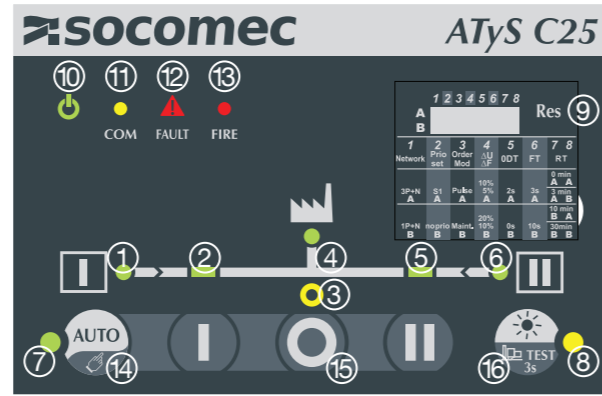 socomec ATyS C25
⑩ ⑪ ⑫ ⑬
COM FAULT FIRE
1 2 3 4 5 6 7 8
A
B
Res ⑨
1 2 3 4 5 6 7 8
Network Prio set Order Mod ΔU ΔF 0DT FT RT
3P+N A S1 A Pulse A 10% 5% A 2s A 3s A 0 min A A 3 min A B
1P+N B noprio B Maint. B 20% 10% B 0s B 10s B 10 min B A 30min B B
I ① ② ④ ⑤ ⑥ II
③
⑦ AUTO ⑭ I O ⑮ II ⑯ TEST 3s ⑧